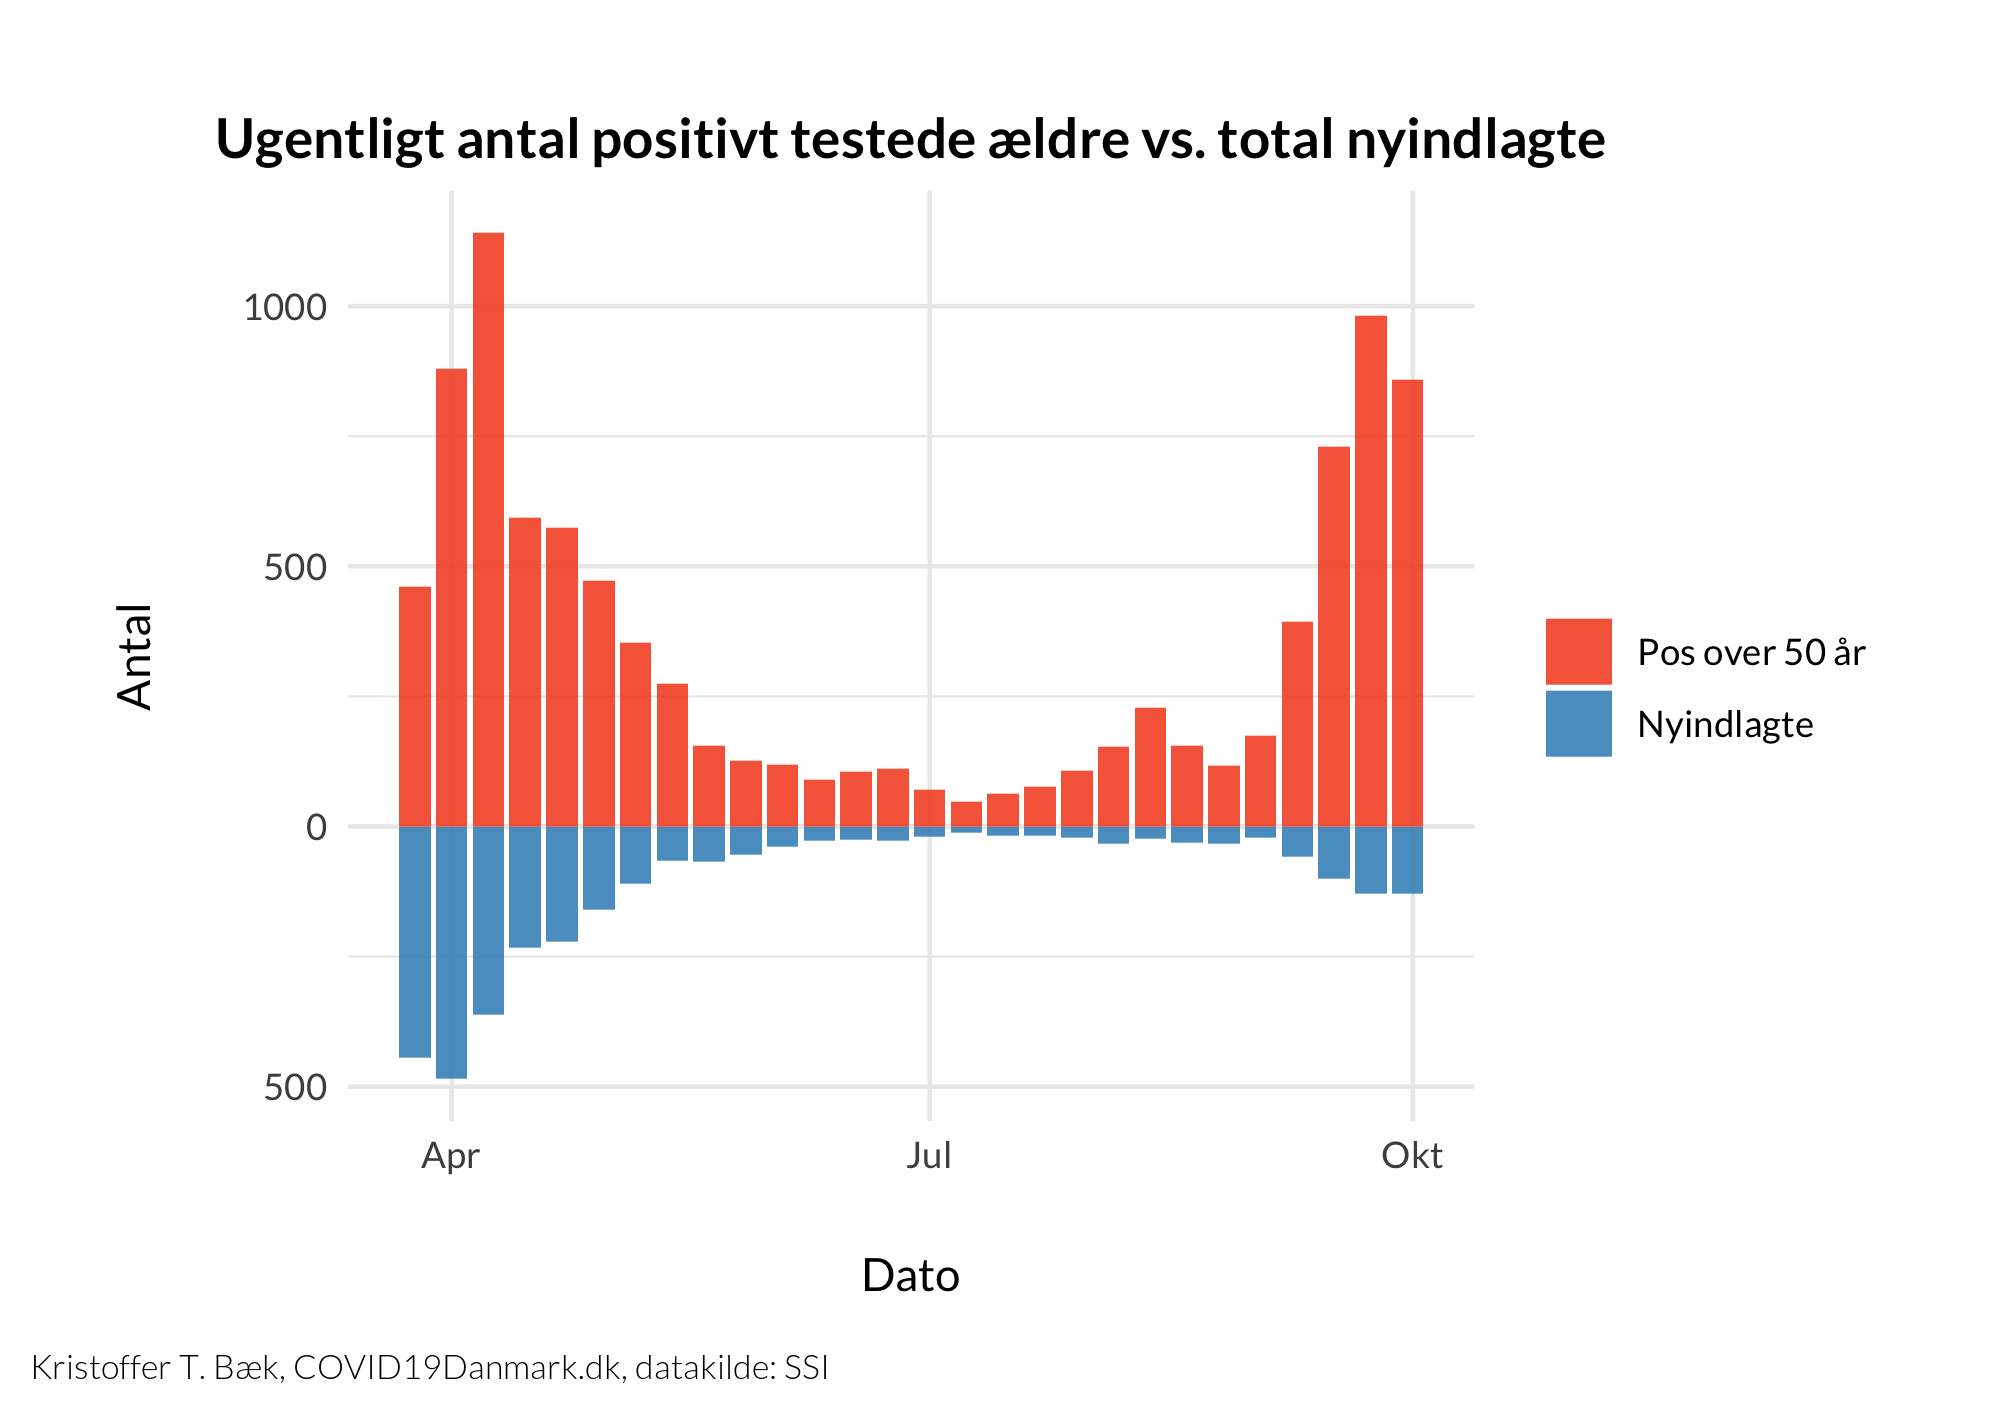 Ugentligt antal positivt testede ældre vs. total nyindlagte
1000
500
0
500
Antal
Apr
Jul
Okt
Dato
Pos over 50 år
Nyindlagte
Kristoffer T. Bæk, COVID19Danmark.dk, datakilde: SSI